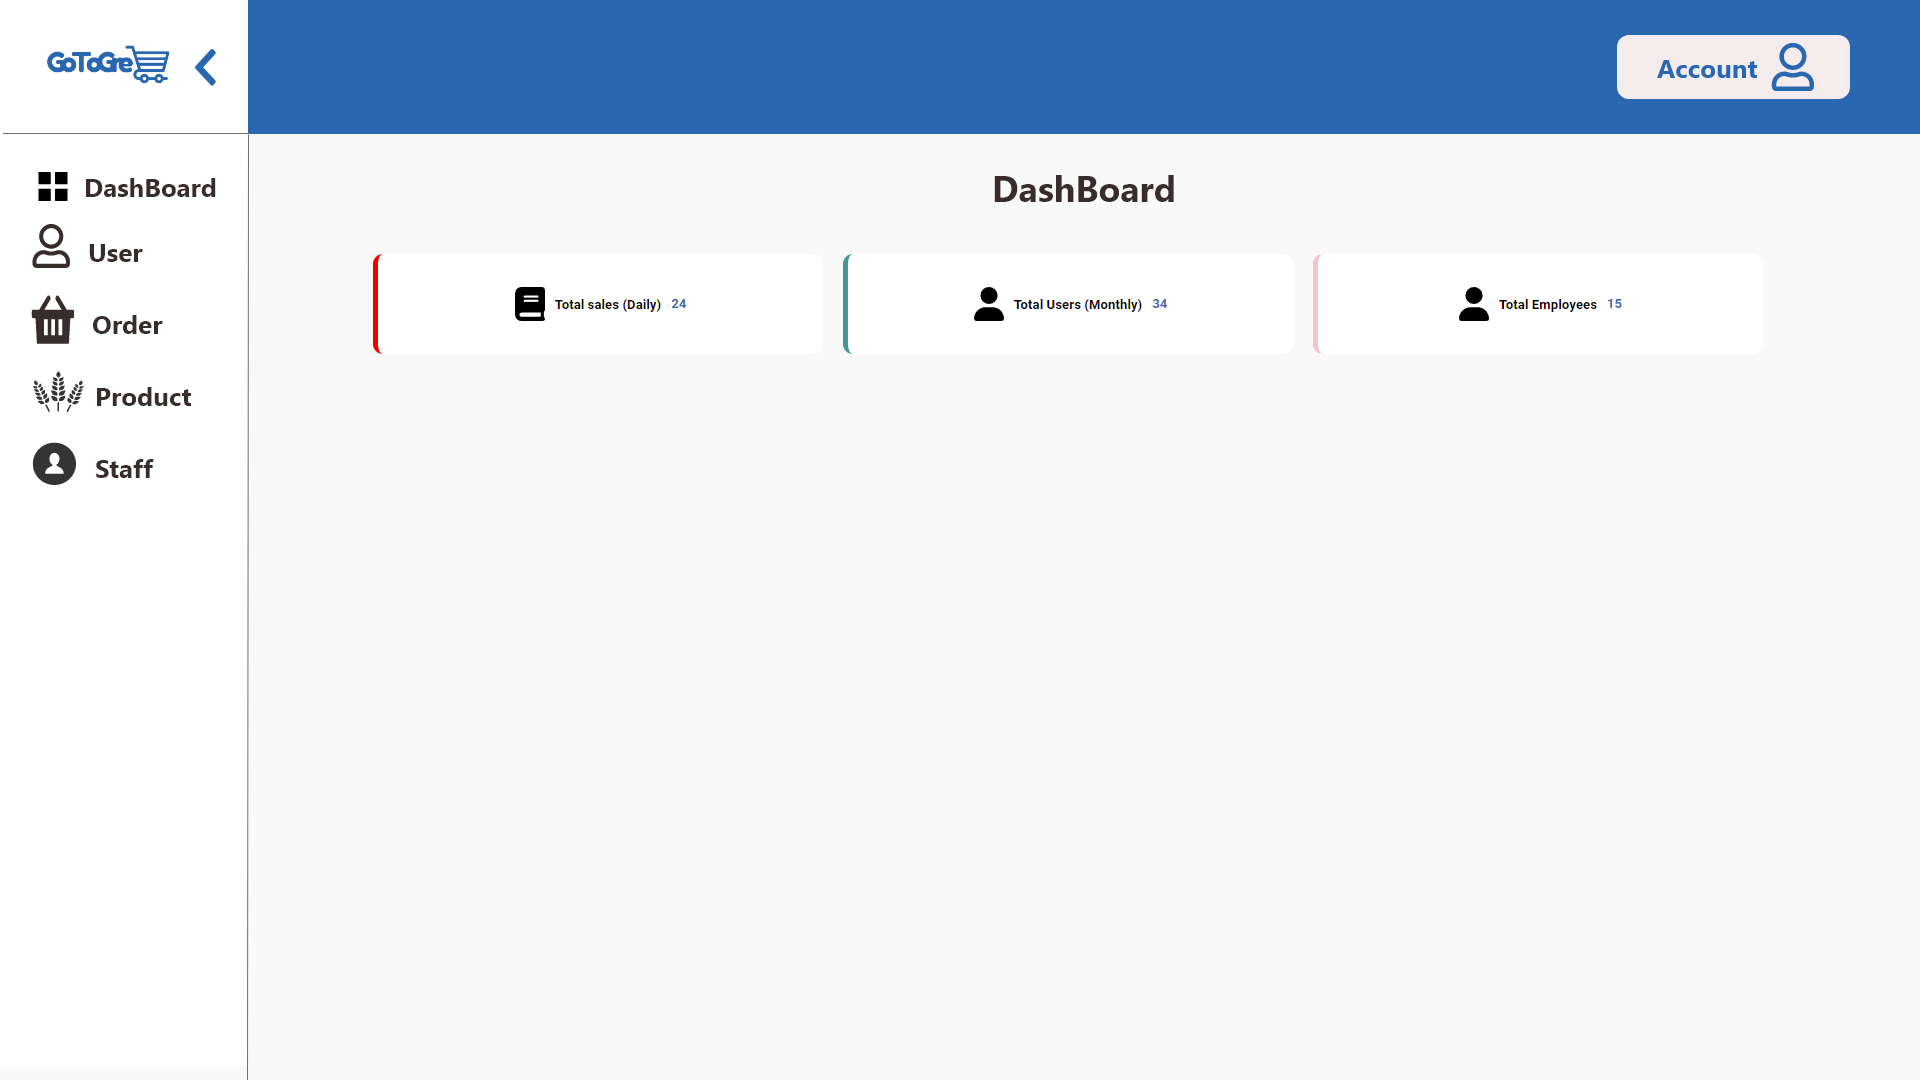 GoToGre
Account
DashBoard
User
Order
Product
Staff
DashBoard
Total sales (Daily) 24
Total Users (Monthly) 34
Total Employees 15